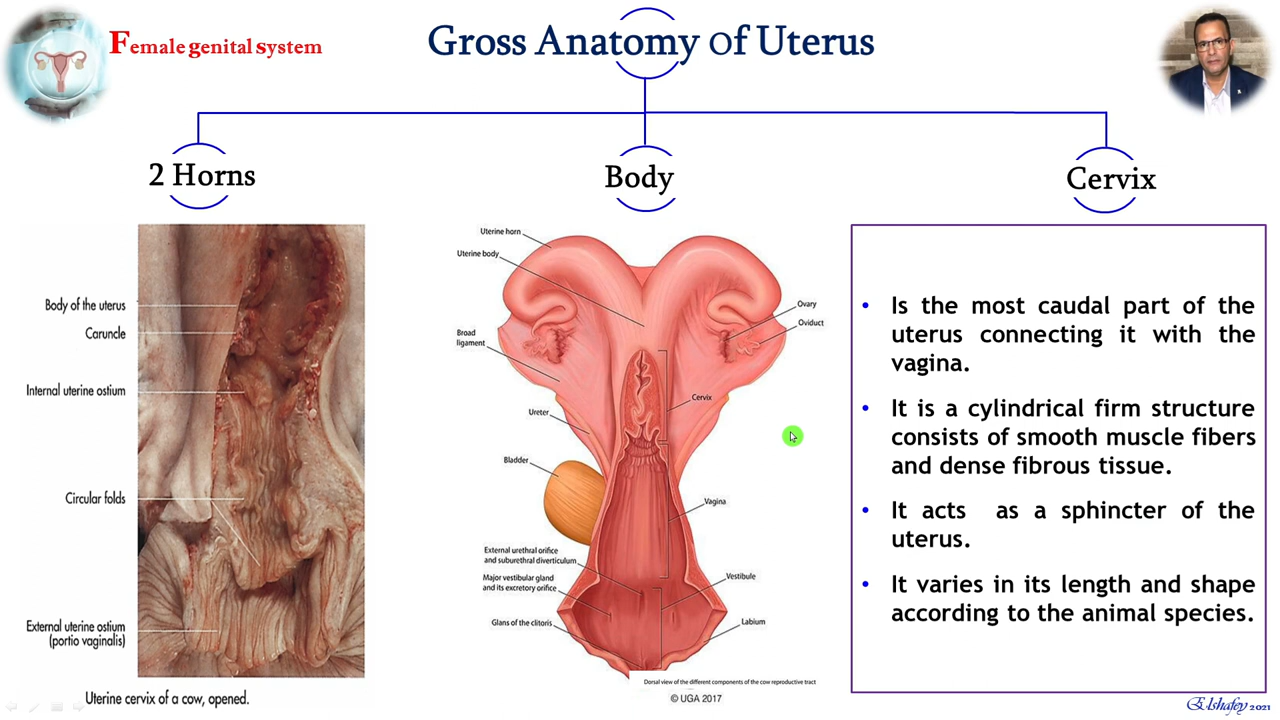 Female genital system
Gross Anatomy Of Uterus
2 Horns
Body
Cervix
Body of the uterus
Caruncle
Internal uterine ostium
Circular folds
External uterine ostium
(portio vaginalis)
Uterine cervix of a cow, opened.
Uterine horn
Uterine body
Broad
ligament
Ureter
Bladder
External urethral orifice
and suburethral diverticulum
Major vestibular gland
and its excretory orifice
Glans of the clitoris
Ovary
Oviduct
Cervix
Vagina
Vestibule
Labium
Dorsal view of the different components of the cow reproductive tract
© UGA 2017
• Is the most caudal part of the
uterus connecting it with the
vagina.
• It is a cylindrical firm structure
consists of smooth muscle fibers
and dense fibrous tissue.
• It acts as a sphincter of the
uterus.
• It varies in its length and shape
according to the animal species.
Elshafey 2021